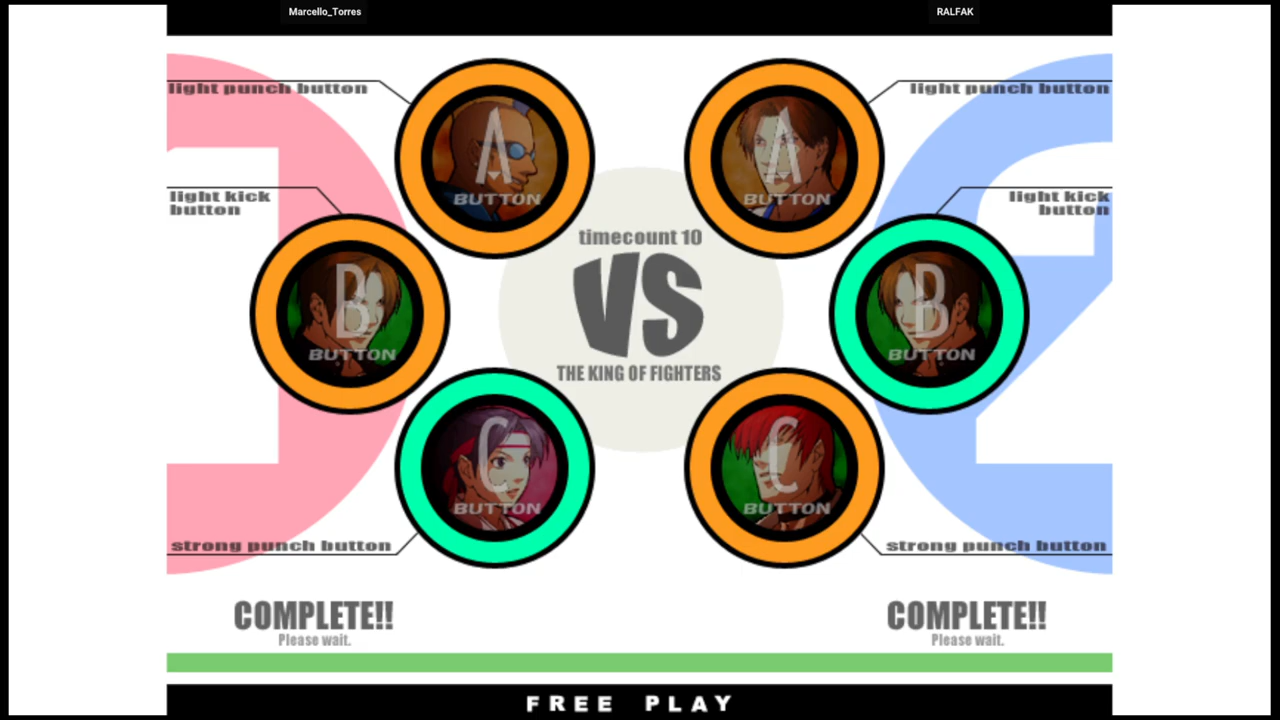 Marcello_Torres
RALFAK
light punch button
light punch button
A
BUTTON
A
BUTTON
light kick
button
light kick
button
timecount 10
VS
THE KING OF FIGHTERS
B
BUTTON
B
BUTTON
C
BUTTON
C
BUTTON
strong punch button
strong punch button
COMPLETE!!
Please wait.
COMPLETE!!
Please wait.
FREE PLAY